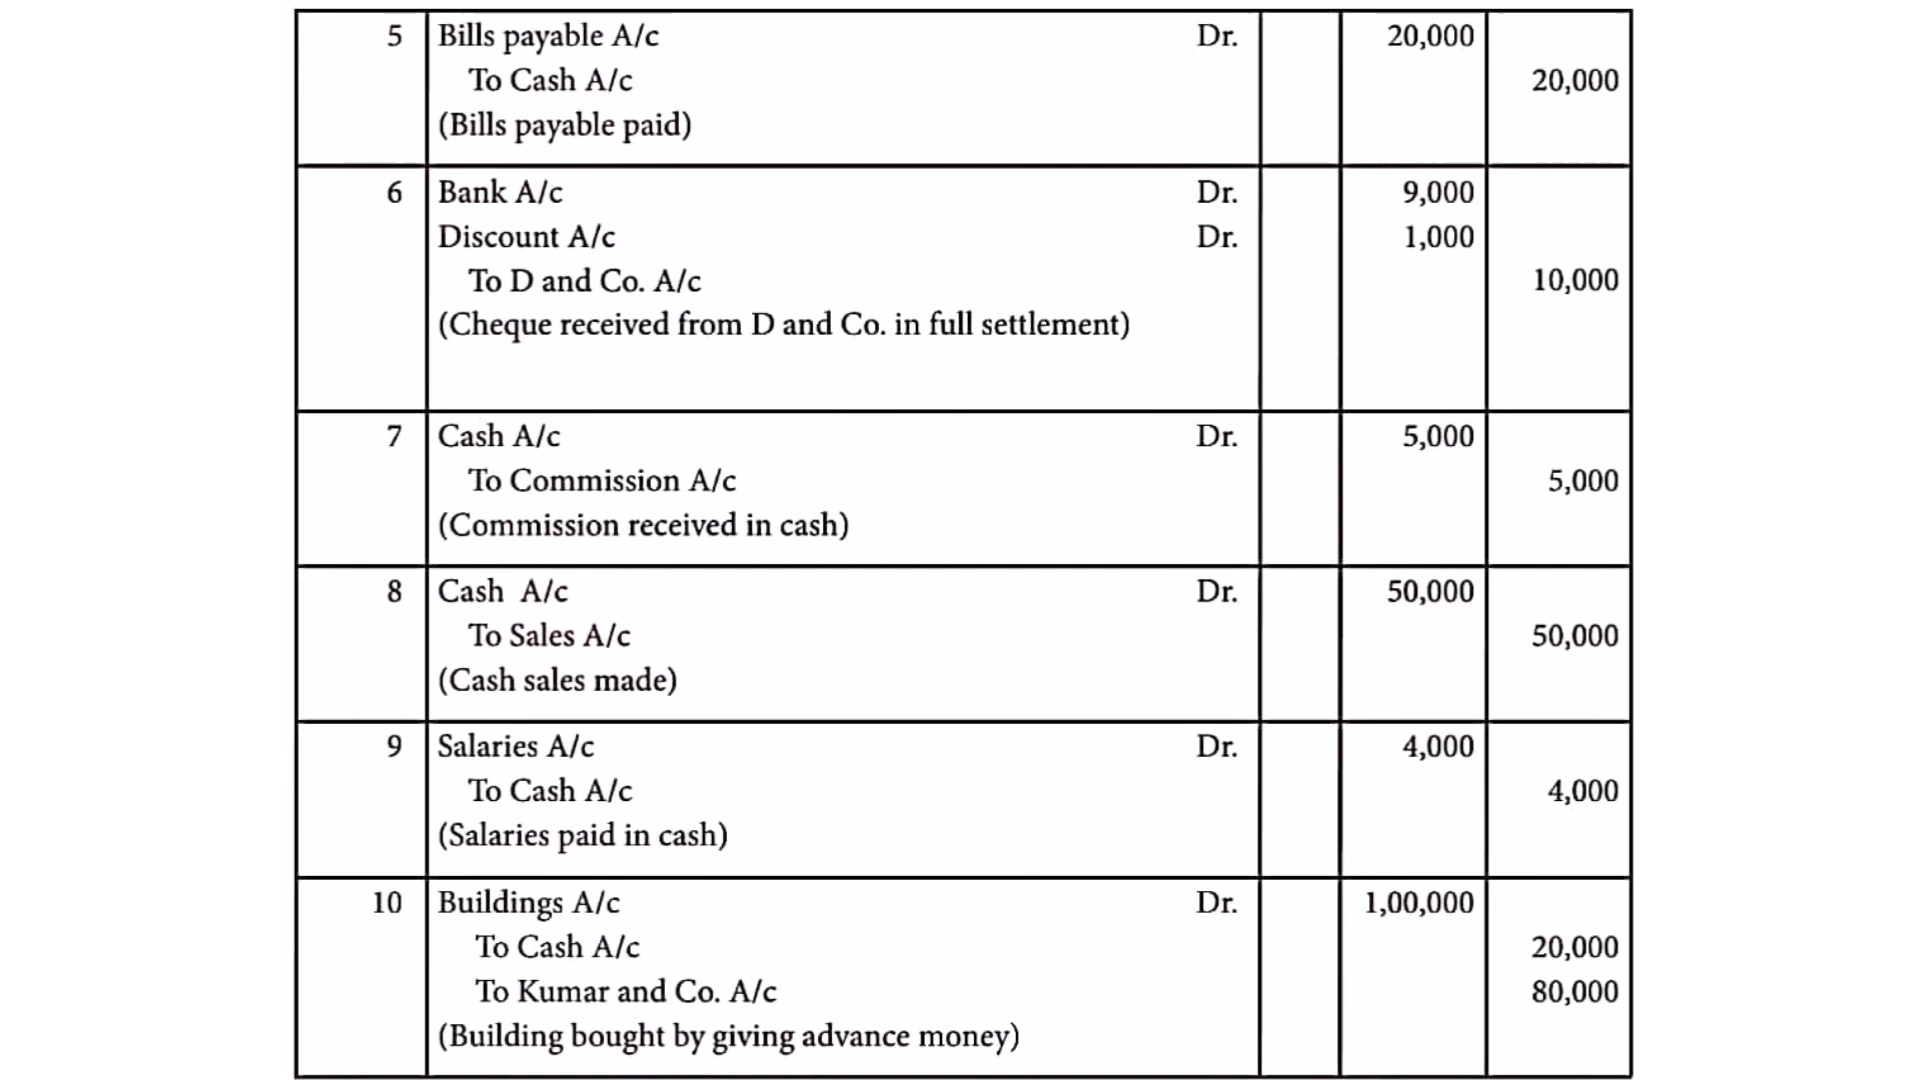 5 Bills payable A/c Dr. 20,000
To Cash A/c 20,000
(Bills payable paid)
6 Bank A/c Dr. 9,000
Discount A/c Dr. 1,000
To D and Co. A/c 10,000
(Cheque received from D and Co. in full settlement)
7 Cash A/c Dr. 5,000
To Commission A/c 5,000
(Commission received in cash)
8 Cash A/c Dr. 50,000
To Sales A/c 50,000
(Cash sales made)
9 Salaries A/c Dr. 4,000
To Cash A/c 4,000
(Salaries paid in cash)
10 Buildings A/c Dr. 1,00,000
To Cash A/c 20,000
To Kumar and Co. A/c 80,000
(Building bought by giving advance money)